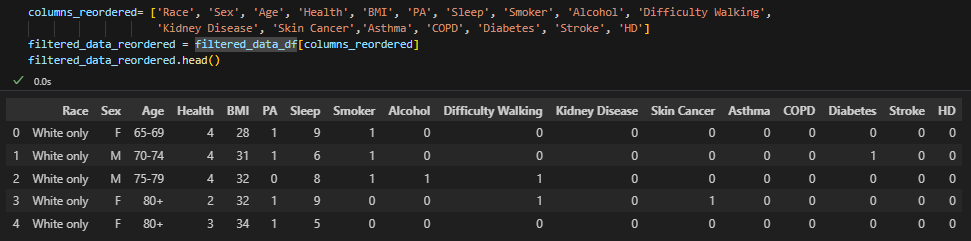 columns_reordered= ['Race', 'Sex', 'Age', 'Health', 'BMI', 'PA', 'Sleep', 'Smoker', 'Alcohol', 'Difficulty Walking',
'Kidney Disease', 'Skin Cancer','Asthma', 'COPD', 'Diabetes', 'Stroke', 'HD']
filtered_data_reordered = filtered_data_df[columns_reordered]
filtered_data_reordered.head()
0.0s
Race Sex Age Health BMI PA Sleep Smoker Alcohol Difficulty Walking Kidney Disease Skin Cancer Asthma COPD Diabetes Stroke HD
0 White only F 65-69 4 28 1 9 1 0 0 0 0 0 0 0 0 0
1 White only M 70-74 4 31 1 6 1 0 0 0 0 0 0 1 0 0
2 White only M 75-79 4 32 0 8 1 1 1 0 0 0 0 0 0 0
3 White only F 80+ 2 32 1 9 0 0 1 0 1 0 0 0 0 0
4 White only F 80+ 3 34 1 5 0 0 0 0 0 0 0 0 0 0